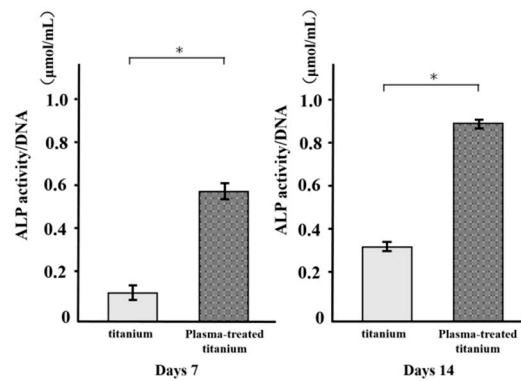 (μmol/mL)
ALP activity/DNA
*
1.0
0.8
0.6
0.4
0.2
0
titanium
Plasma-treated
titanium
Days 7
(μmol/mL)
ALP activity/DNA
*
1.0
0.8
0.6
0.4
0.2
0
titanium
Plasma-treated
titanium
Days 14